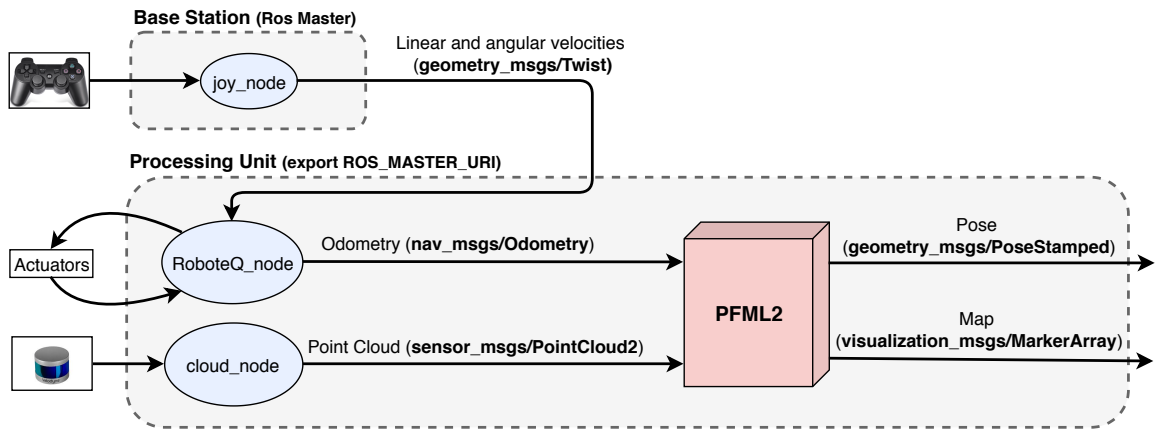 Base Station (Ros Master)
joy_node
Linear and angular velocities
(geometry_msgs/Twist)
Processing Unit (export ROS_MASTER_URI)
Actuators
RoboteQ_node
Odometry (nav_msgs/Odometry)
cloud_node
Point Cloud (sensor_msgs/PointCloud2)
PFML2
Pose
(geometry_msgs/PoseStamped)
Map
(visualization_msgs/MarkerArray)